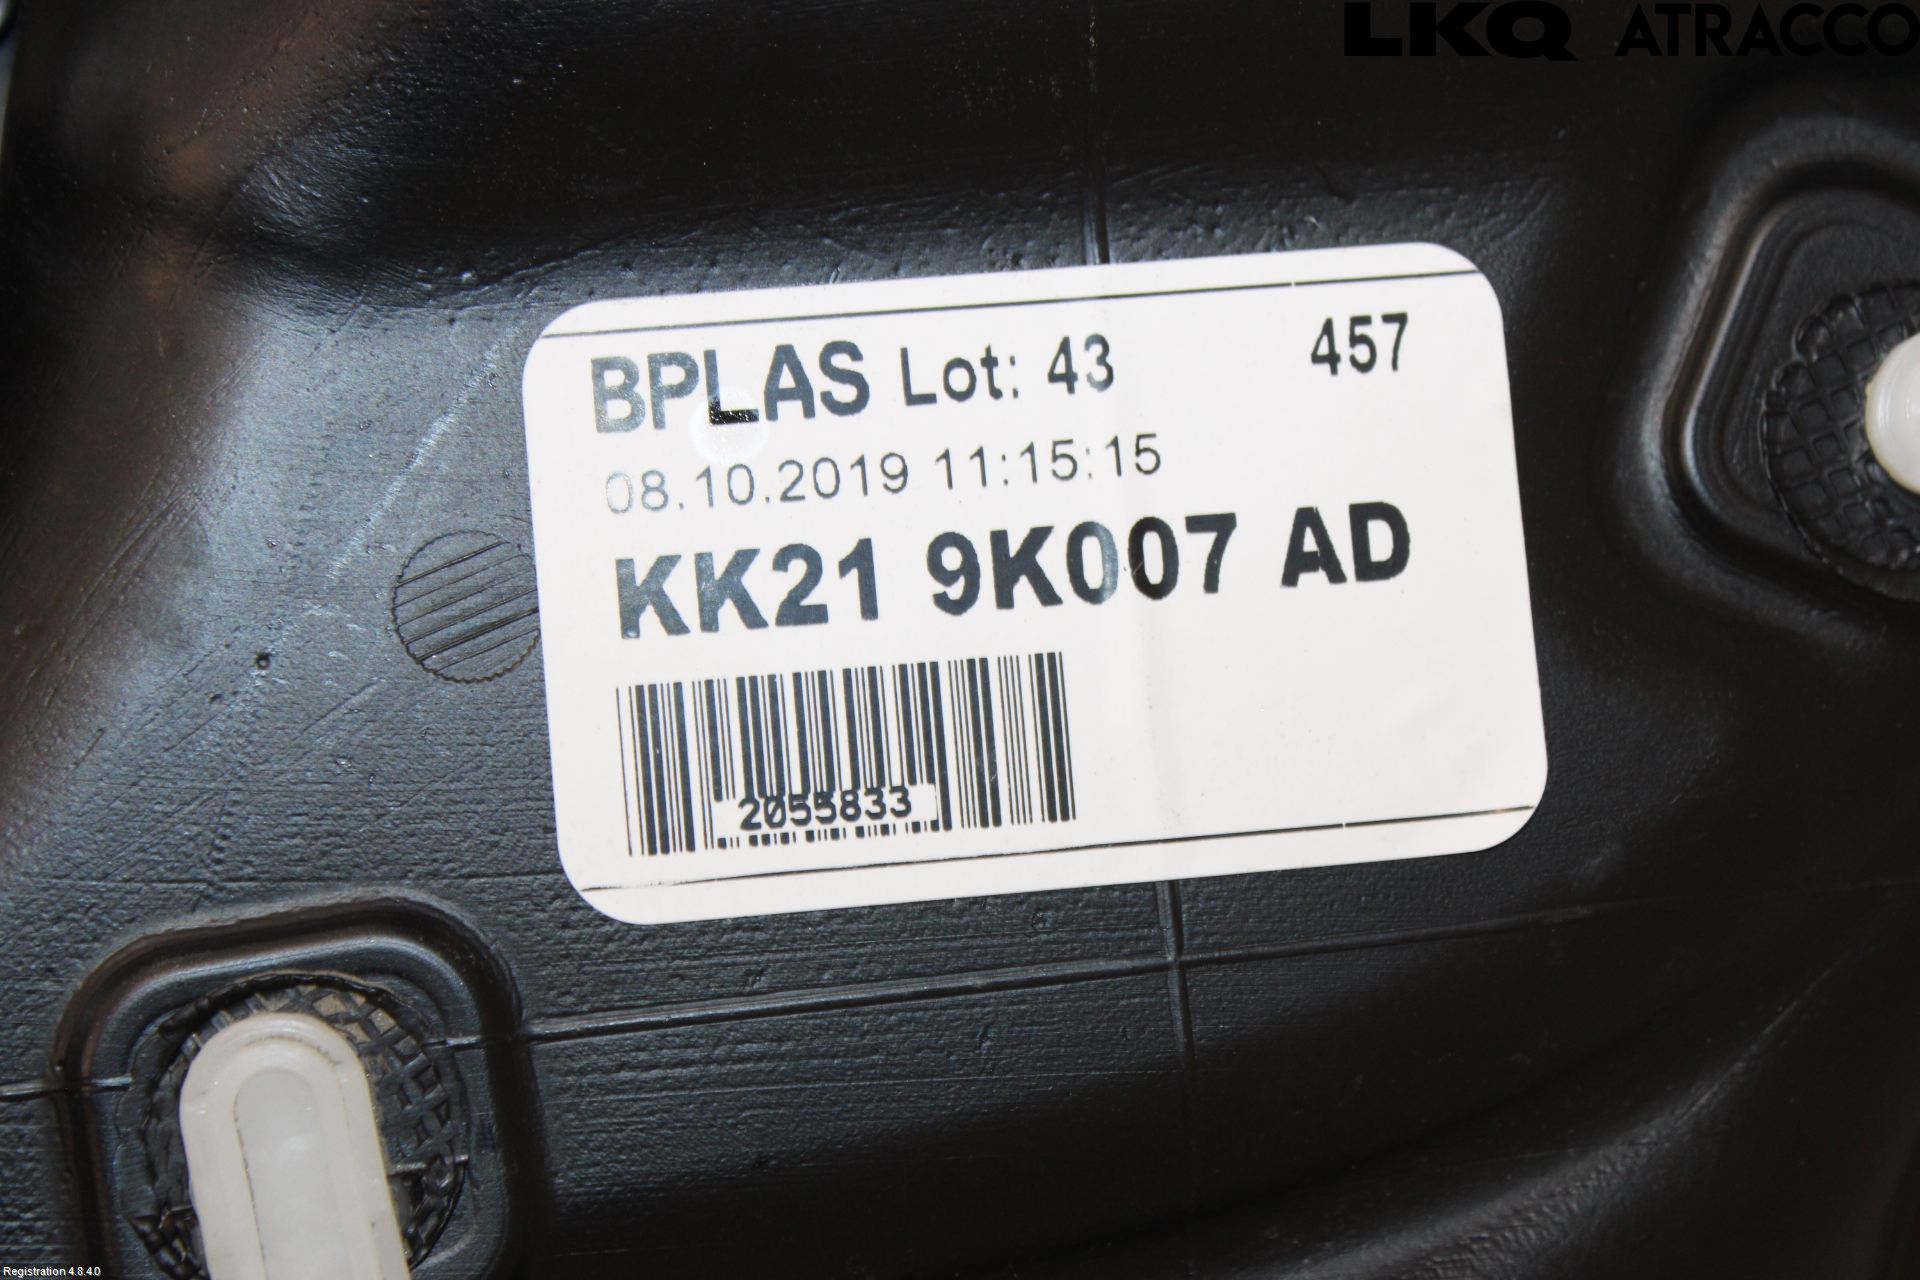 LKQ ATRACCO
BPLAS Lot: 43 457
08.10.2019 11:15:15
KK21 9K007 AD
2055833
Registration 4.8.4.0